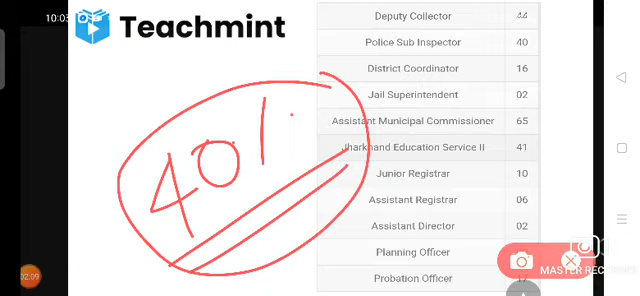 10:03
Teachmint
Deputy Collector 44
Police Sub Inspector 40
District Coordinator 16
Jail Superintendent 02
Assistant Municipal Commissioner 65
Jharkhand Education Service II 41
Junior Registrar 10
Assistant Registrar 06
Assistant Director 02
Planning Officer
Probation Officer 17
401
02:09
MASTER RECOR